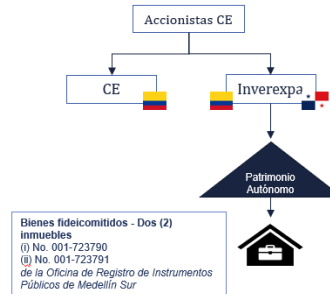 Accionistas CE
CE
Inverexpa
Patrimonio
Autónomo
Bienes fideicomitidos - Dos (2)
inmuebles
(i) No. 001-723790
(ii) No. 001-723791
de la Oficina de Registro de Instrumentos
Públicos de Medellín Sur